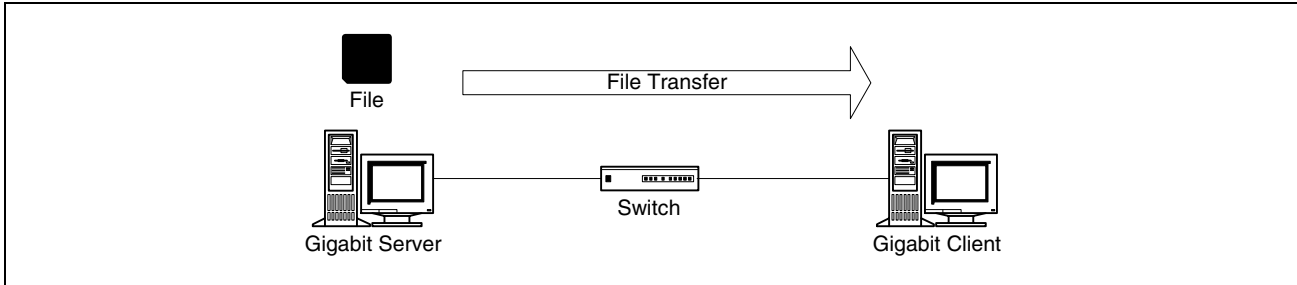 File Transfer
File
Switch
Gigabit Server
Gigabit Client